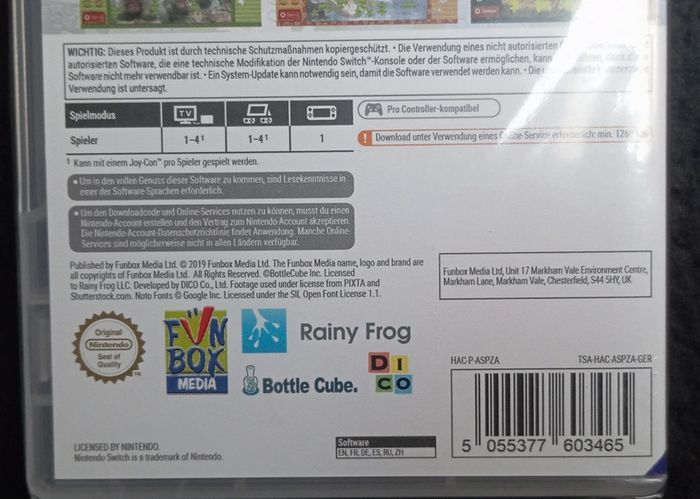 WICHTIG: Dieses Produkt ist durch technische Schutzmaßnahmen kopiergeschützt. • Die Verwendung eines nicht autorisierten
autorisierten Software, die eine technische Modifikation der Nintendo Switch™-Konsole oder der Software ermöglichen, kann
Software nicht mehr verwendbar ist. • Ein System-Update kann notwendig sein, damit die Software verwendet werden kann. • Die
Verwendung ist untersagt.
Spielmodus TV
Spieler 1–4¹ 1–4¹ 1
Pro Controller-kompatibel
! Download unter Verwendung eines Online-Service erforderlich: min.
¹ Kann mit einem Joy-Con™ pro Spieler gespielt werden.
• Um in den vollen Genuss dieser Software zu kommen, sind Lesekenntnisse in
einer der Software-Sprachen erforderlich.
• Um den Downloadcode und Online-Services nutzen zu können, musst du einen
Nintendo-Account erstellen und den Vertrag zum Nintendo-Account akzeptieren.
Die Nintendo-Account-Datenschutzrichtlinie findet Anwendung. Manche Online-
Services sind möglicherweise nicht in allen Ländern verfügbar.
Published by Funbox Media Ltd. © 2019 Funbox Media Ltd. The Funbox Media name, logo and brand are
all copyrights of Funbox Media Ltd. All Rights Reserved. ©BottleCube Inc. Licensed
to Rainy Frog LLC. Developed by DICO Co., Ltd. Footage used under license from PIXTA and
Shutterstock.com. Noto Fonts © Google Inc. Licensed under the SIL Open Font License 1.1.
Funbox Media Ltd, Unit 17 Markham Vale Environment Centre,
Markham Lane, Markham Vale, Chesterfield, S44 5HY, UK
Original
Nintendo
Seal of
Quality
™
FUN
BOX
MEDIA
Rainy Frog
Bottle Cube.
DI
CO
HAC-P-ASPZA TSA-HAC-ASPZA-GER
5 055377 603465
LICENSED BY NINTENDO.
Nintendo Switch is a trademark of Nintendo.
Software
EN, FR, DE, ES, RU, ZH